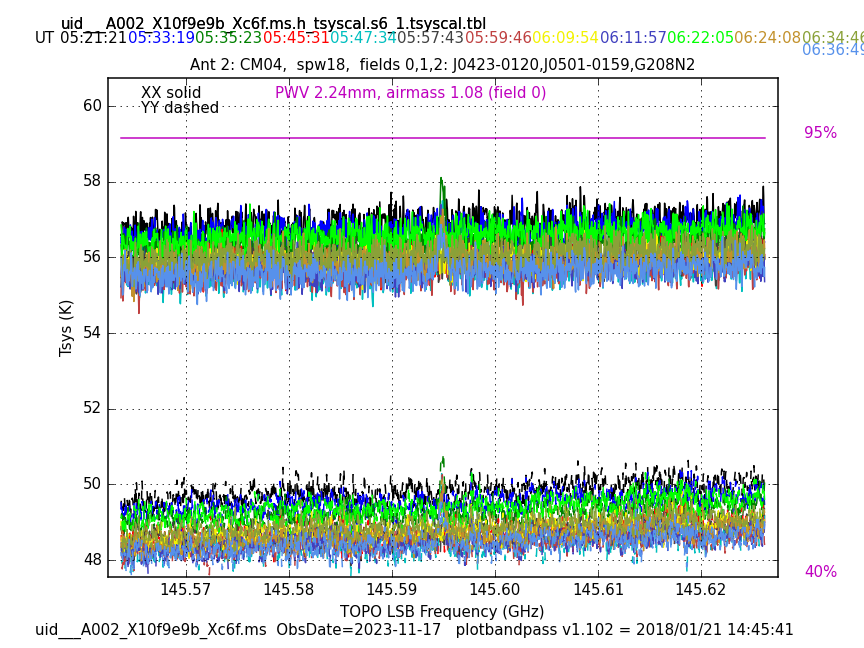 uid___A002_X10f9e9b_Xc6f.ms.h_tsyscal.s6_1.tsyscal.tbl
UT 05:21:21 05:33:19 05:35:23 05:45:31 05:47:34 05:57:43 05:59:46 06:09:54 06:11:57 06:22:05 06:24:08 06:34:46
06:36:49
Ant 2: CM04, spw18, fields 0,1,2: J0423-0120,J0501-0159,G208N2
XX solid
YY dashed
PWV 2.24mm, airmass 1.08 (field 0)
95%
40%
60
58
56
54
52
50
48
Tsys (K)
145.57 145.58 145.59 145.60 145.61 145.62
TOPO LSB Frequency (GHz)
uid___A002_X10f9e9b_Xc6f.ms ObsDate=2023-11-17 plotbandpass v1.102 = 2018/01/21 14:45:41